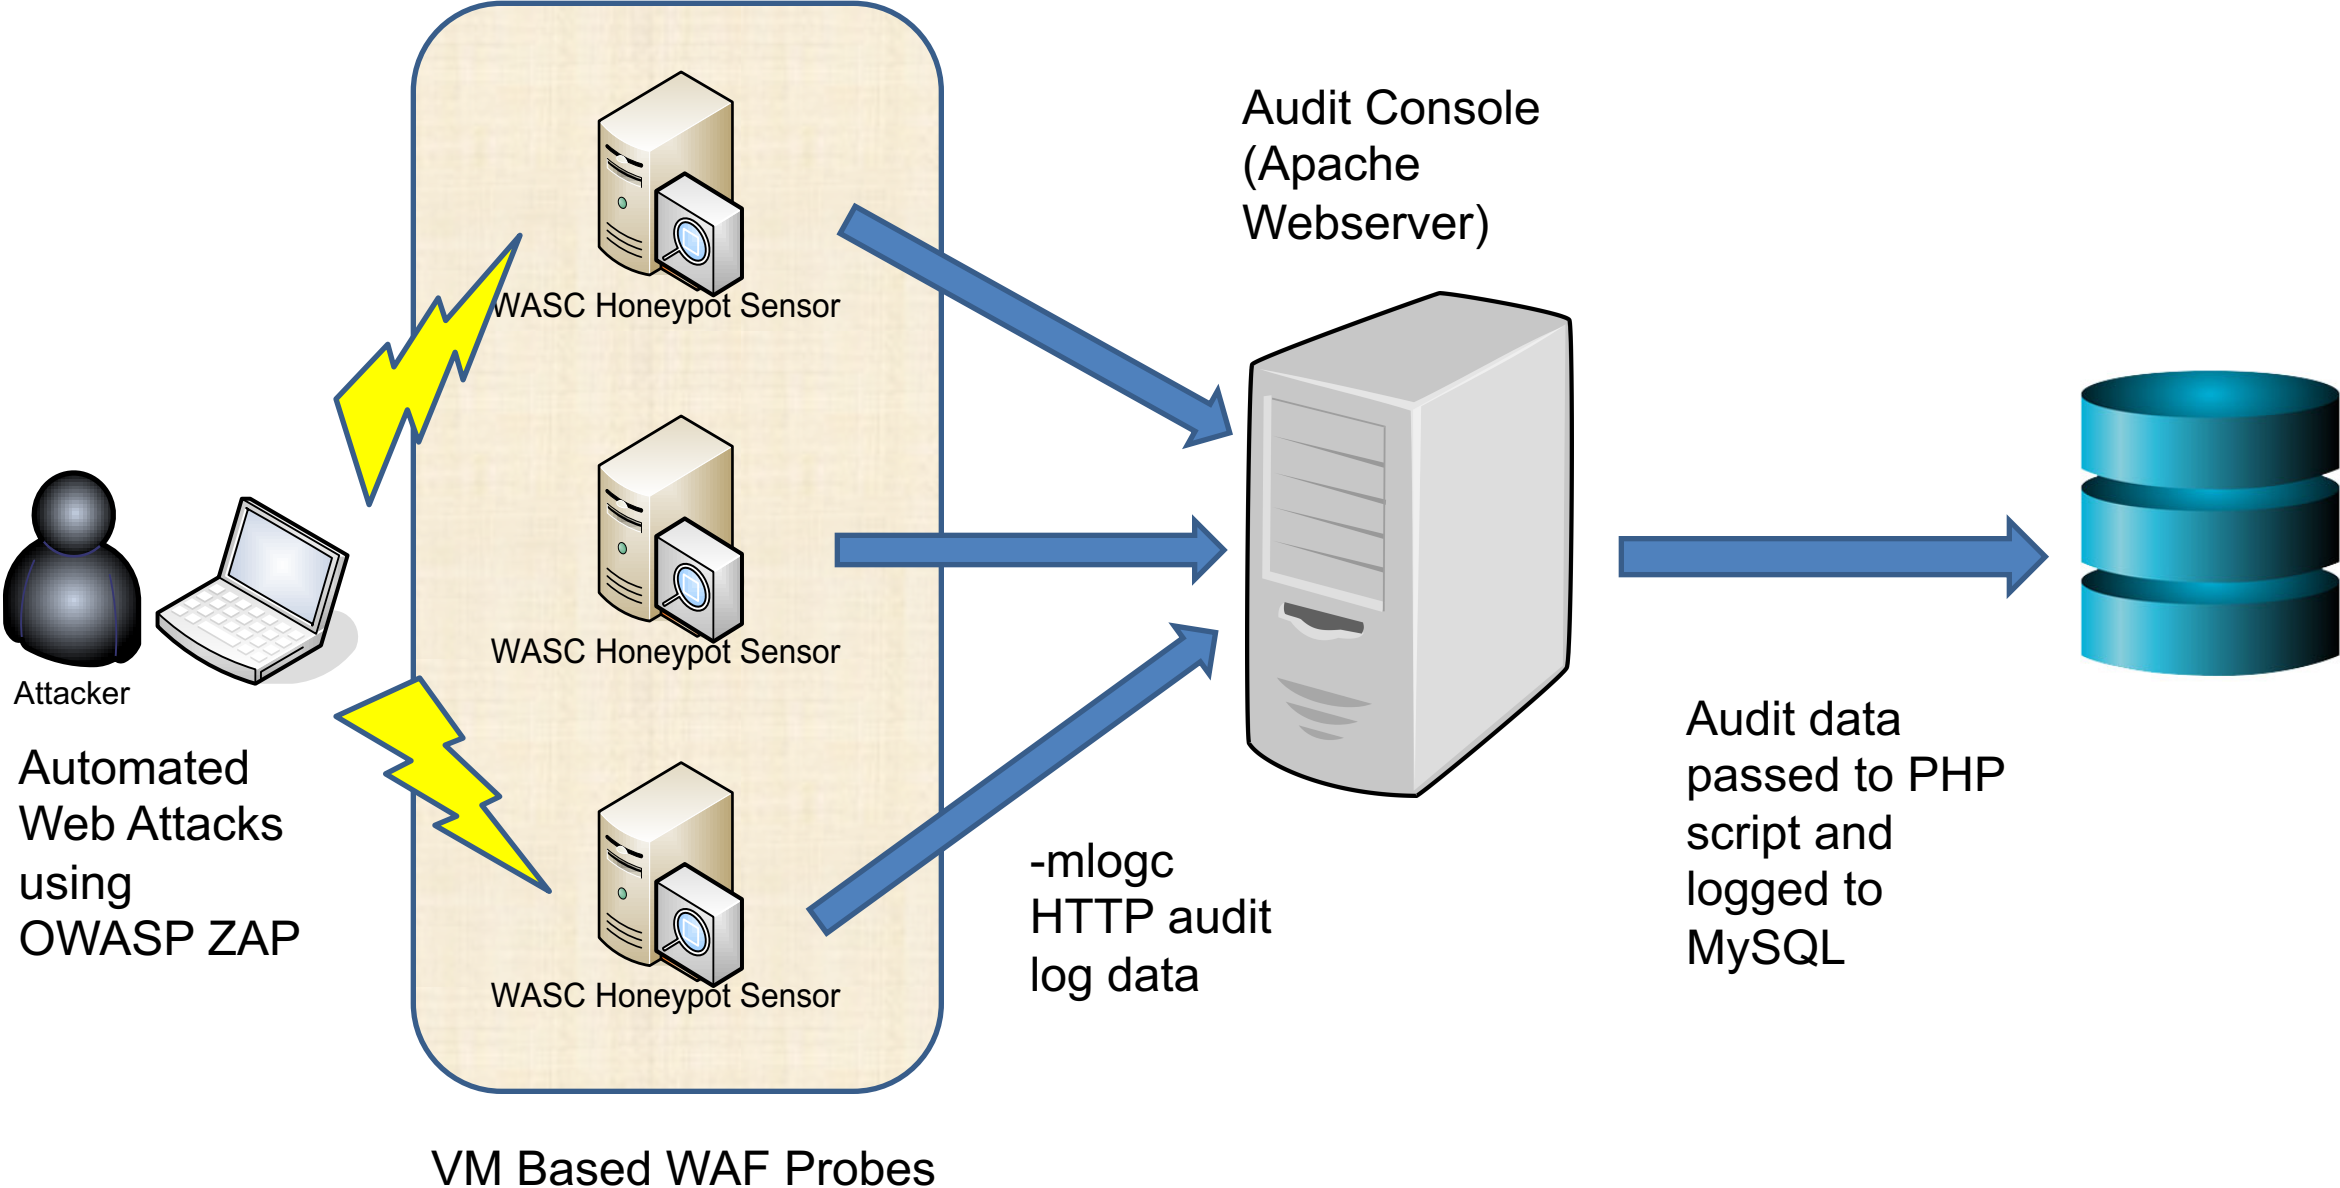 Audit Console
(Apache
Webserver)
WASC Honeypot Sensor
WASC Honeypot Sensor
WASC Honeypot Sensor
Attacker
Automated
Web Attacks
using
OWASP ZAP
-mlogc
HTTP audit
log data
Audit data
passed to PHP
script and
logged to
MySQL
VM Based WAF Probes